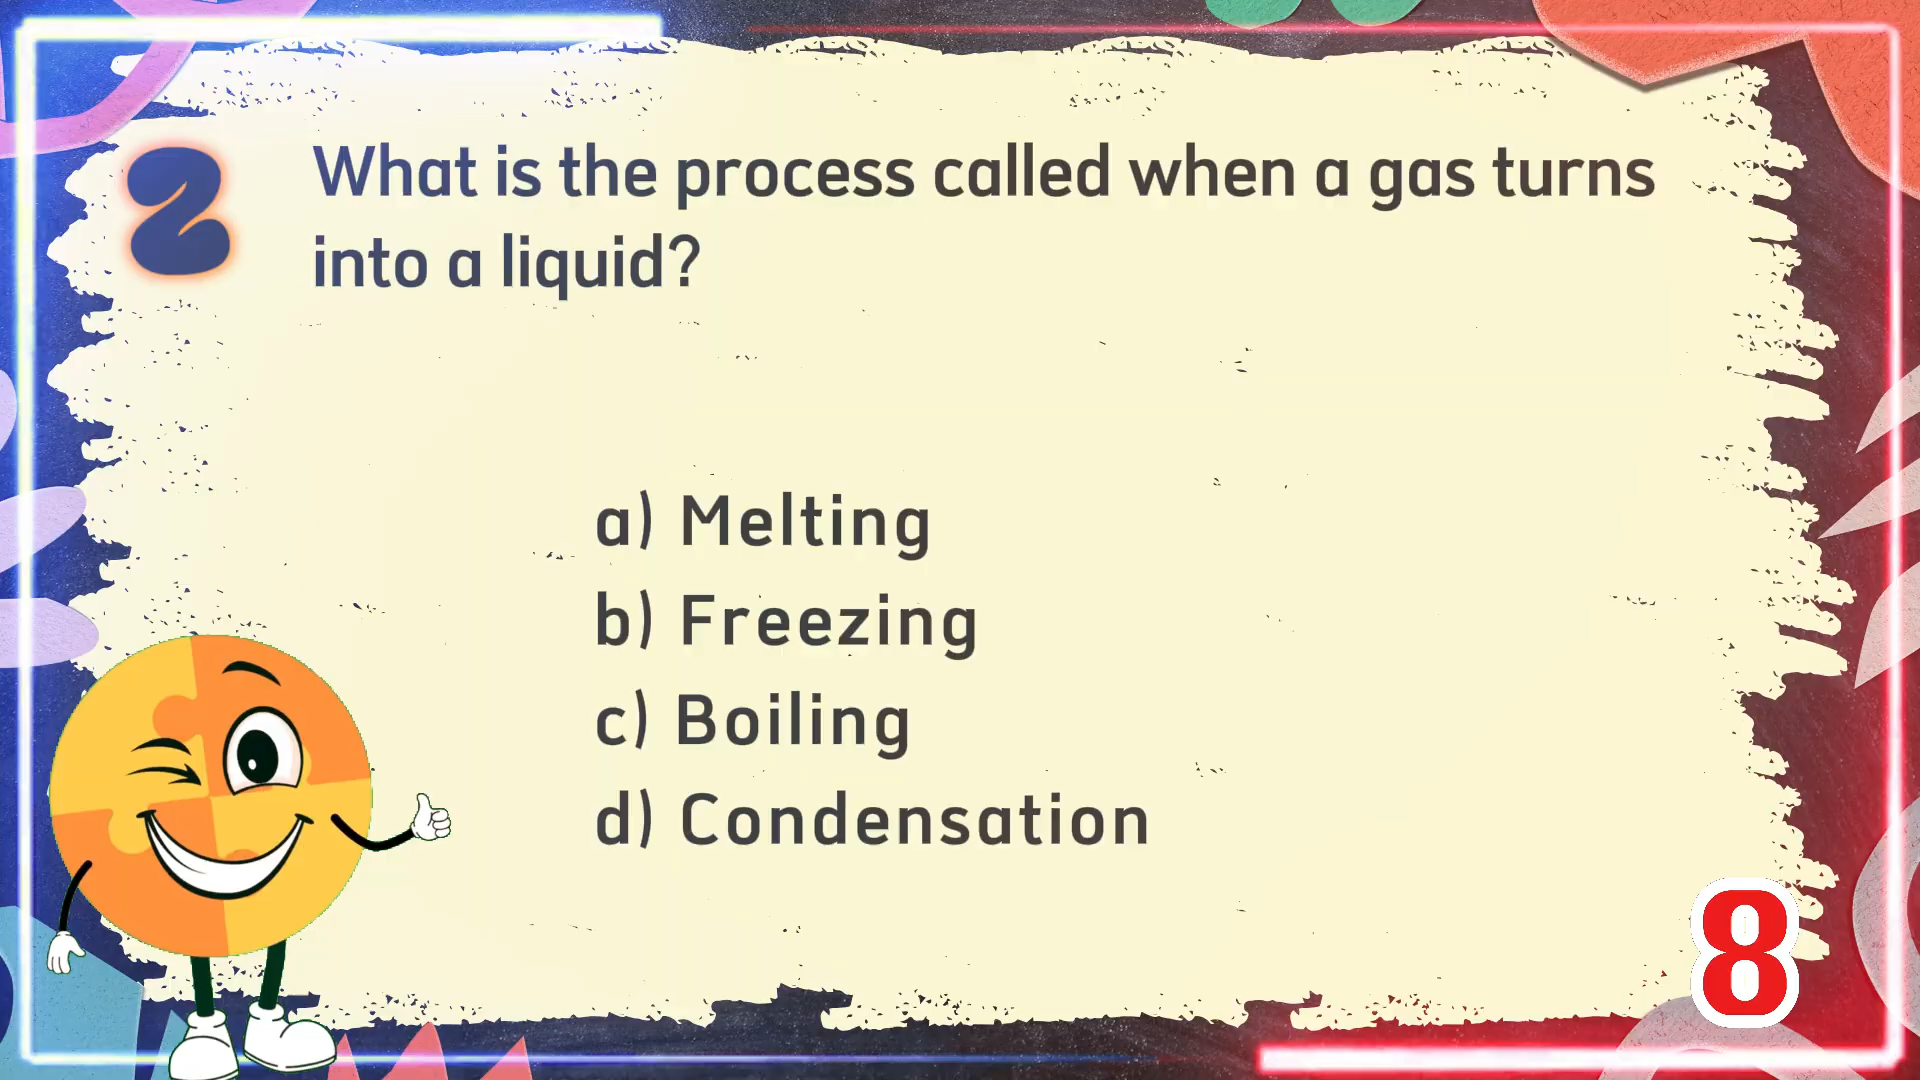 2
What is the process called when a gas turns
into a liquid?
a) Melting
b) Freezing
c) Boiling
d) Condensation
8